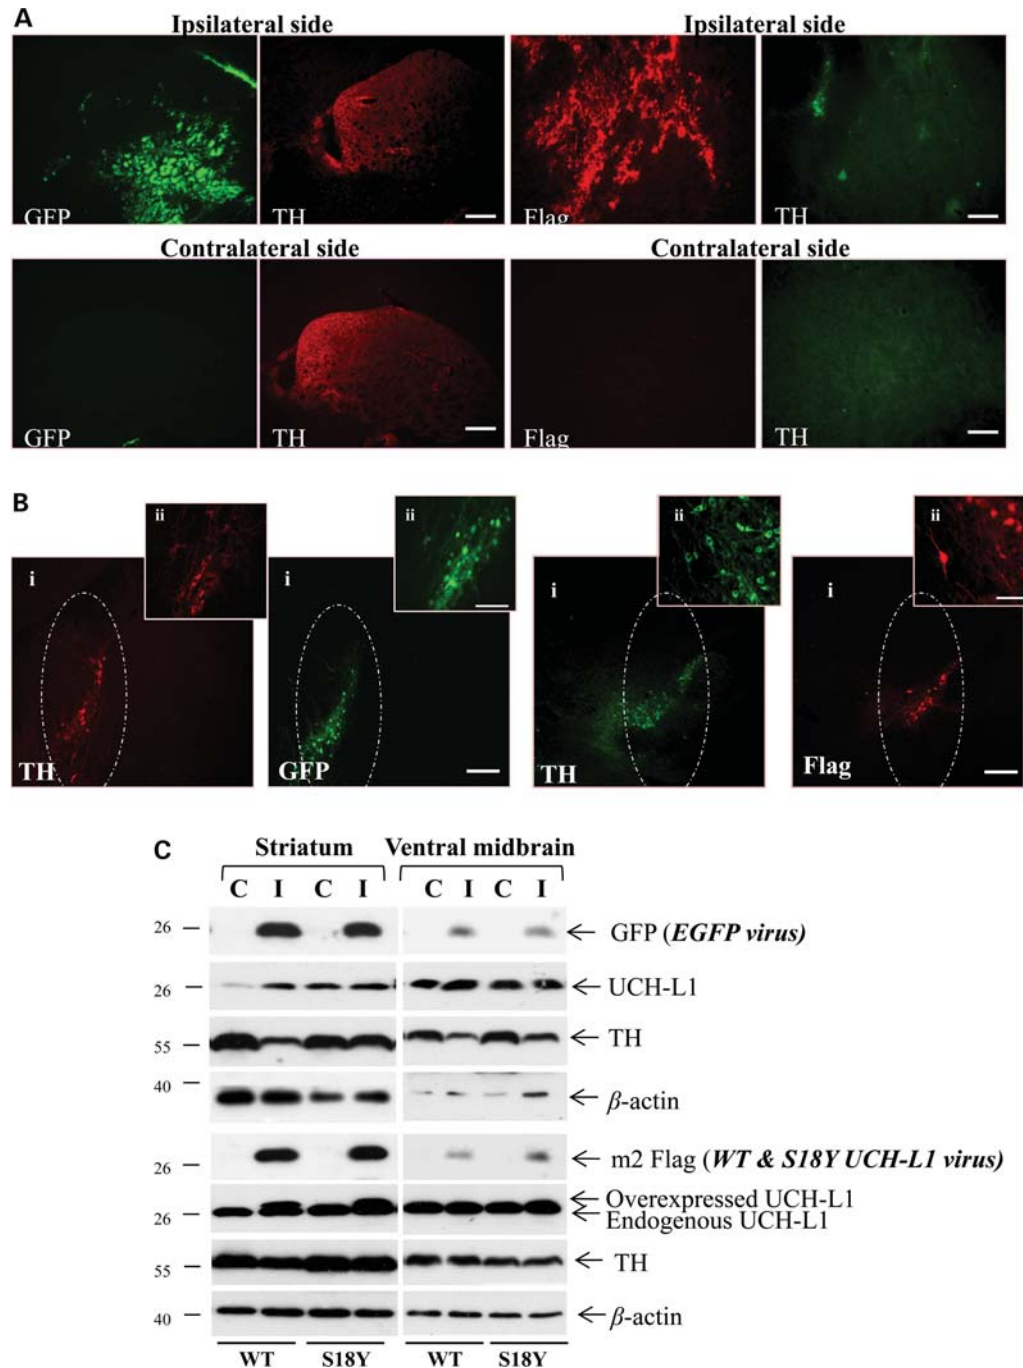 A
Ipsilateral side Ipsilateral side
GFP TH Flag TH
Contralateral side Contralateral side
GFP TH Flag TH
B
ii ii ii ii
i i i i
TH GFP TH Flag
C
Striatum Ventral midbrain
C I C I C I C I
26 GFP (EGFP virus)
26 UCH-L1
55 TH
40 β-actin
26 m2 Flag (WT & S18Y UCH-L1 virus)
Overexpressed UCH-L1
26 Endogenous UCH-L1
55 TH
40 β-actin
WT S18Y WT S18Y